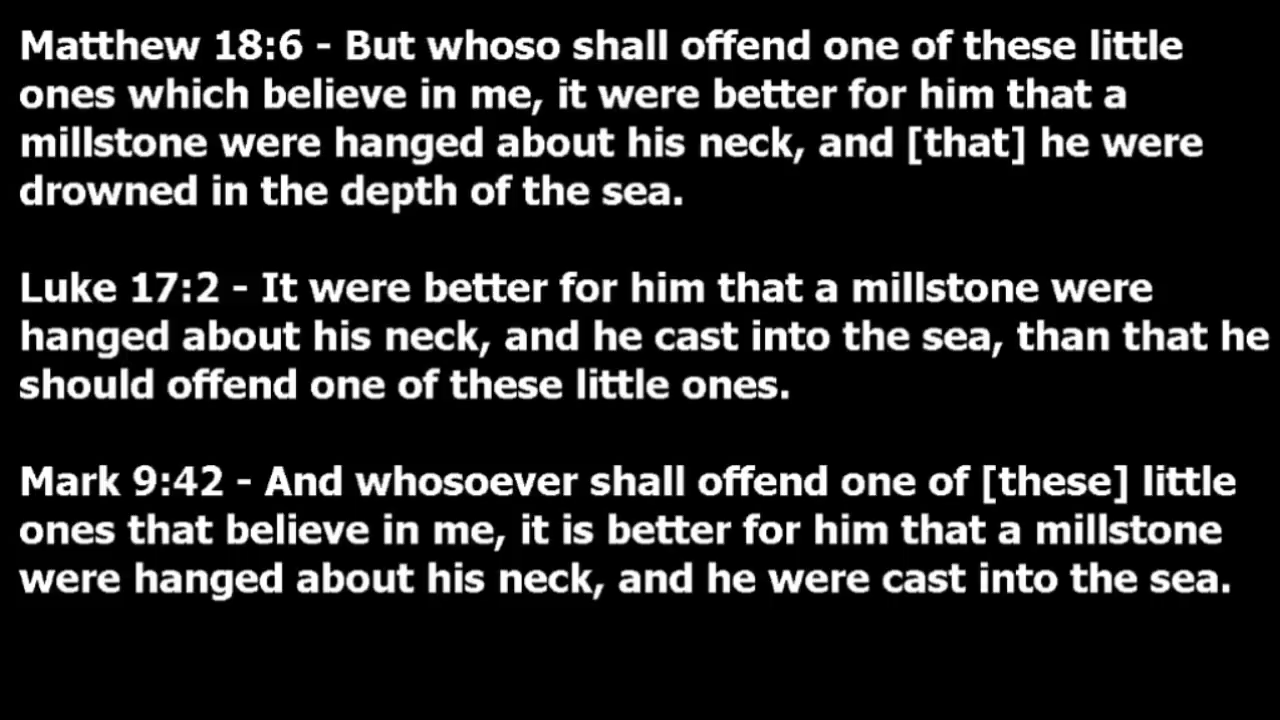 Matthew 18:6 - But whoso shall offend one of these little
ones which believe in me, it were better for him that a
millstone were hanged about his neck, and [that] he were
drowned in the depth of the sea.
Luke 17:2 - It were better for him that a millstone were
hanged about his neck, and he cast into the sea, than that he
should offend one of these little ones.
Mark 9:42 - And whosoever shall offend one of [these] little
ones that believe in me, it is better for him that a millstone
were hanged about his neck, and he were cast into the sea.